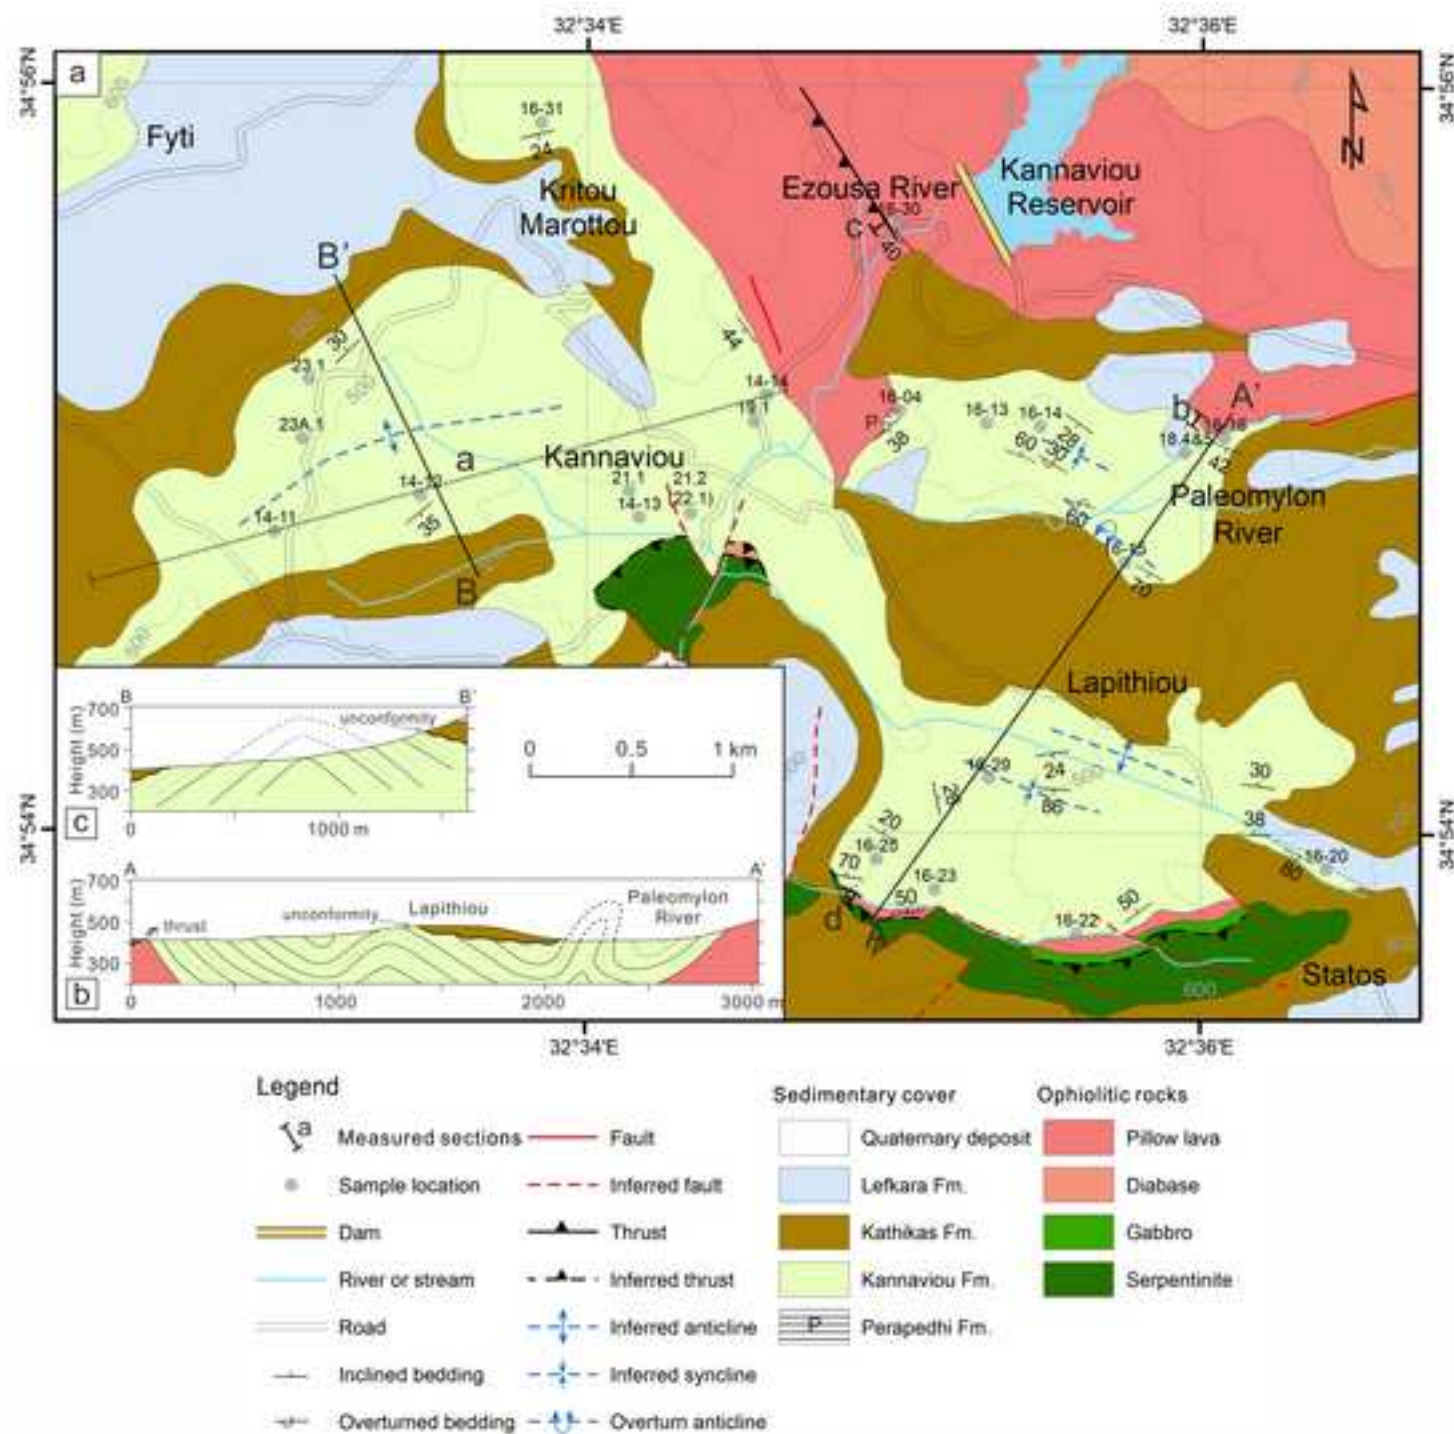 32°34'E
32°36'E
34°56'N
34°56'N
a
600
16-31
24
Fyti
Kritou
Marottou
Ezousa River
16-30
C
40
Kannaviou
Reservoir
N
B'
30
23.1
500
44
14-14
19.1
23A.1
a
Kannaviou
14-12
35
14-11
21.1
21.2
(22.1)
14-13
B
600
16-04
P
38
16-13
16-14
28
60
30
b
A'
16-18
18.4&5
42
Paleomylon
River
60
20
Lapithiou
16-29
24
500
86
30
38
16-20
20
16-25
70
16-23
50
d
A
50
16-22
Statos
600
B
B'
700
500
300
Height (m)
unconformity
c
0
1000 m
0
0.5
1 km
A
A'
700
500
300
Height (m)
thrust
unconformity
Lapithiou
Paleomylon
River
b
0
1000
2000
3000 m
34°54'N
34°54'N
32°34'E
32°36'E
Legend
a
Measured sections
Sample location
Dam
River or stream
Road
Inclined bedding
Overturned bedding
Fault
Inferred fault
Thrust
Inferred thrust
Inferred anticline
Inferred syncline
Overturn anticline
Sedimentary cover
Quaternary deposit
Lefkara Fm.
Kathikas Fm.
Kannaviou Fm.
P
Perapedhi Fm.
Ophiolitic rocks
Pillow lava
Diabase
Gabbro
Serpentinite